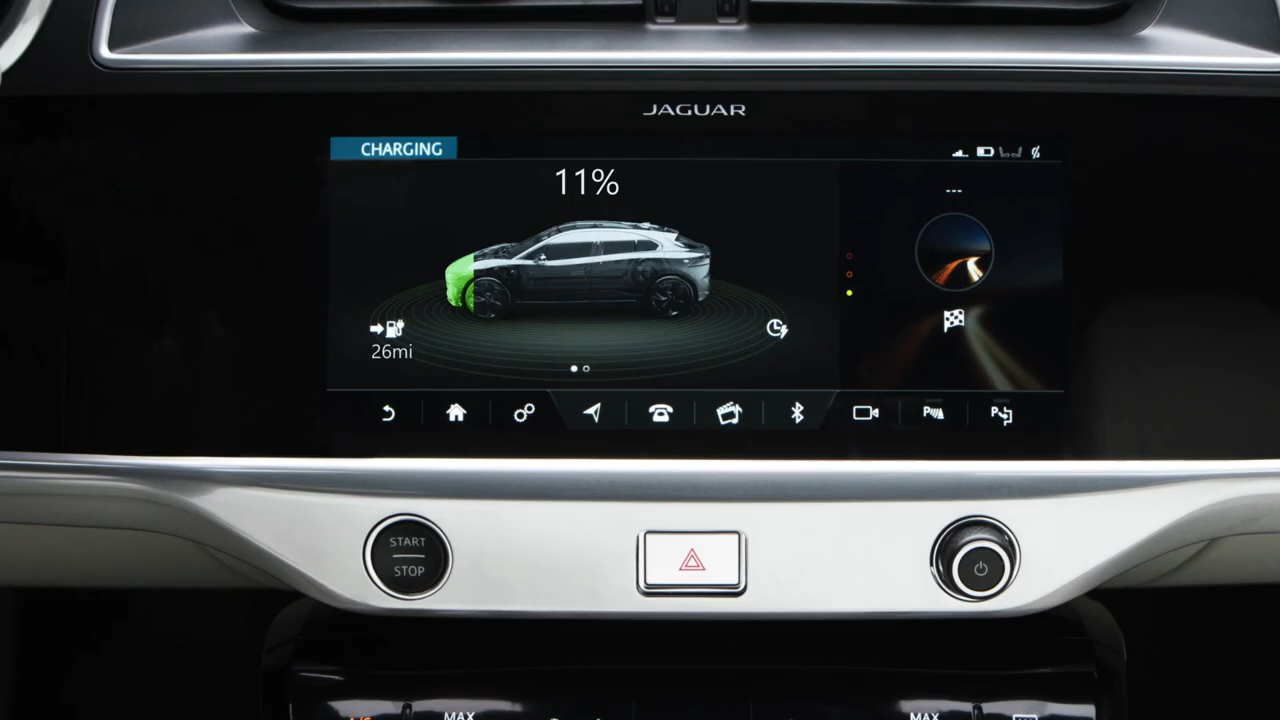 JAGUAR
CHARGING
11%
---
26mi
START
STOP
MAX
MAX